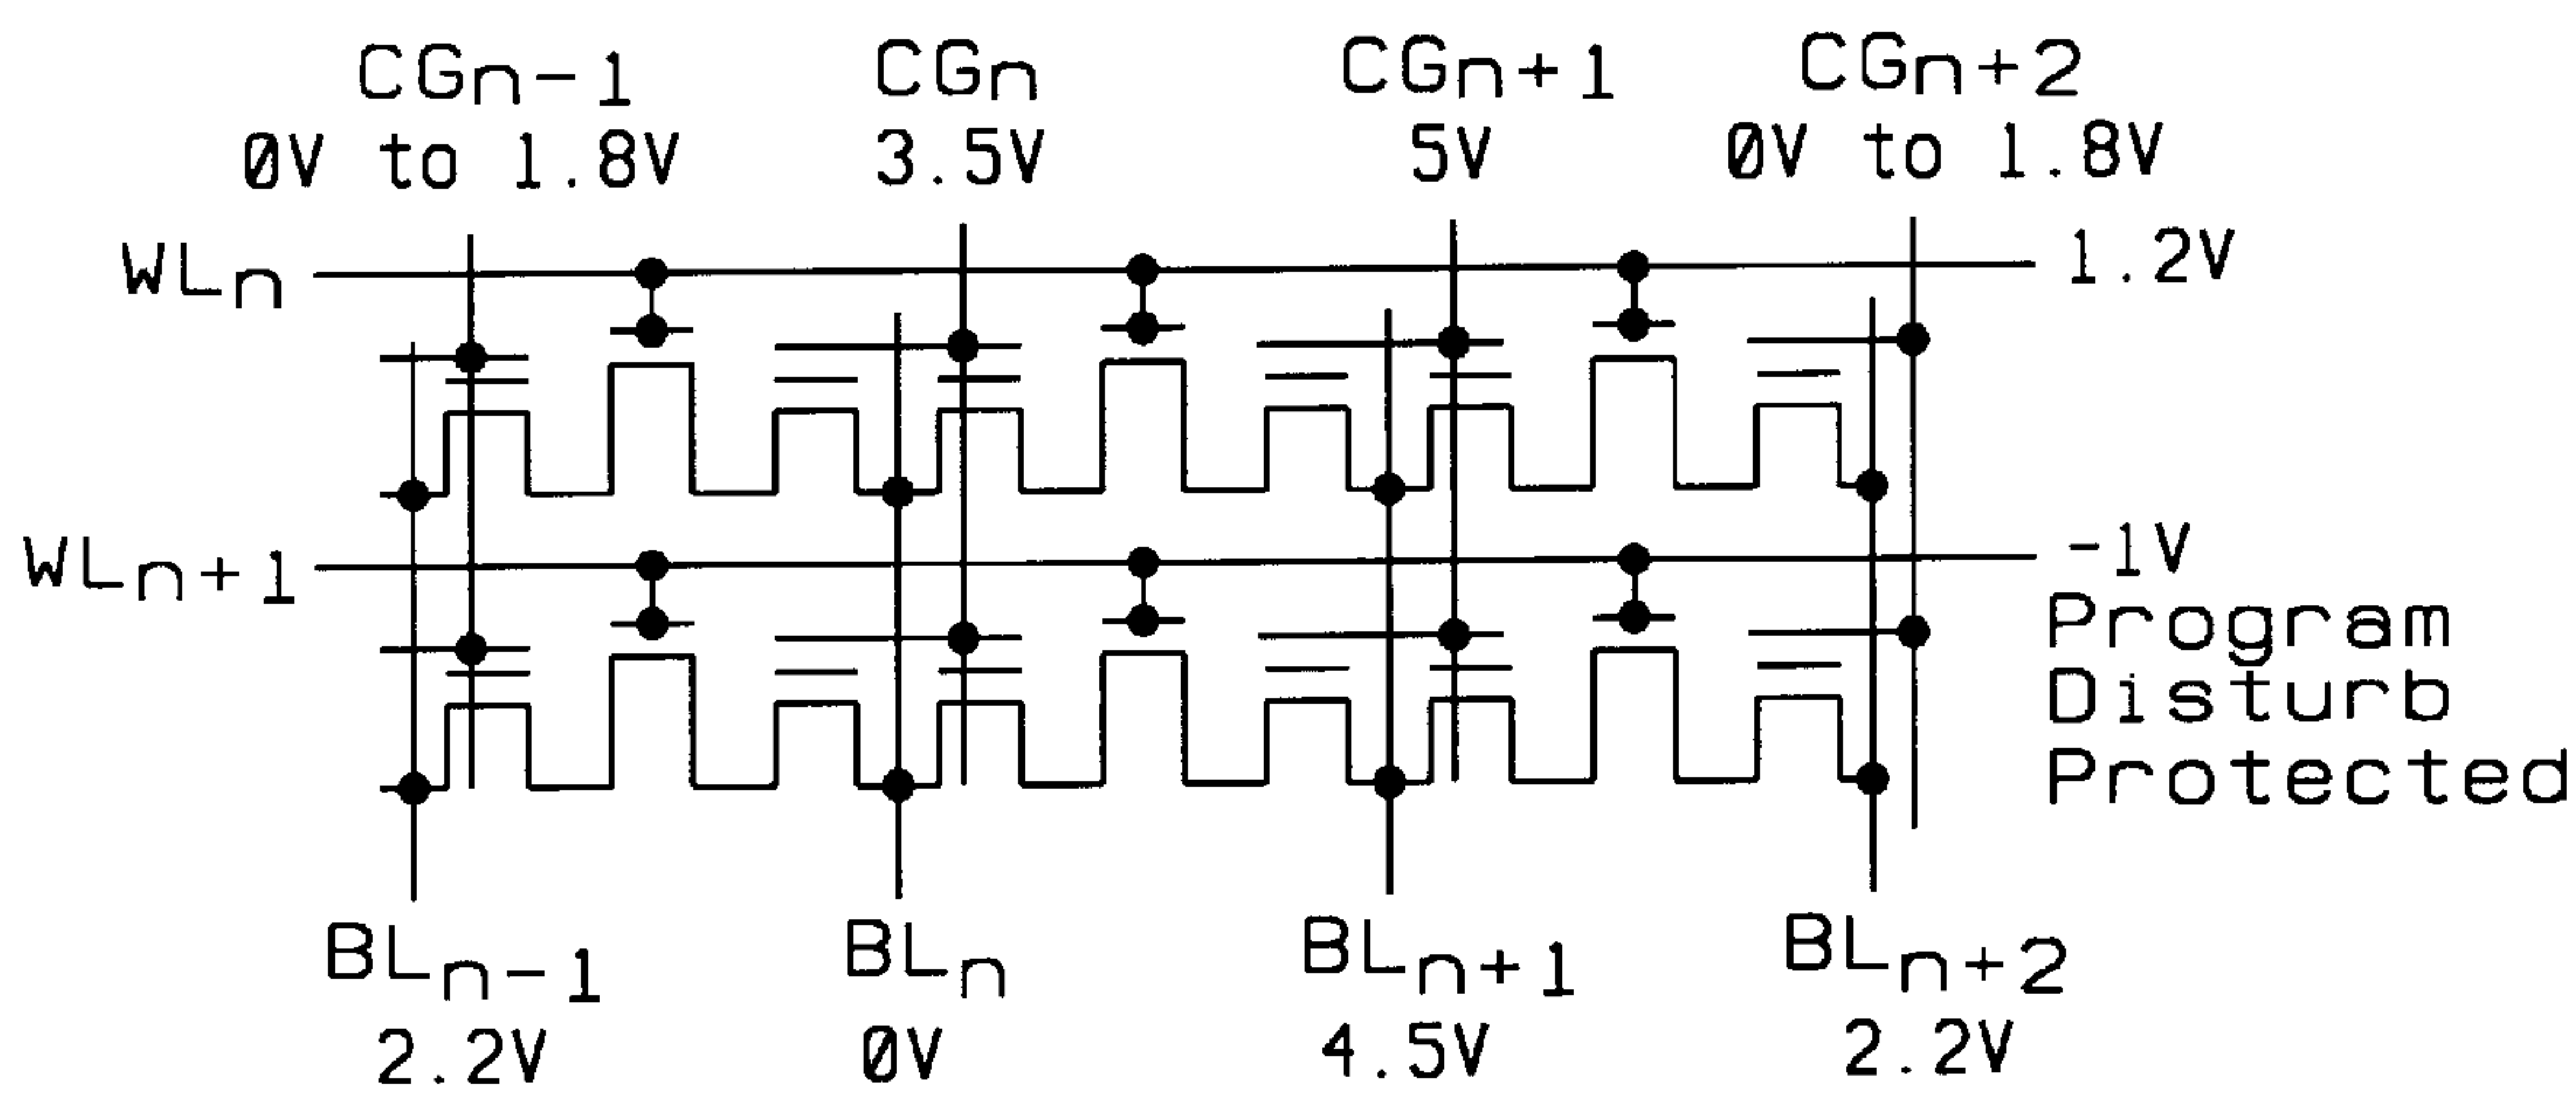 CGn-1 CGn CGn+1 CGn+2
0V to 1.8V 3.5V 5V 0V to 1.8V
WLn 1.2V
WLn+1 -1V
Program
Disturb
Protected
BLn-1 BLn BLn+1 BLn+2
2.2V 0V 4.5V 2.2V